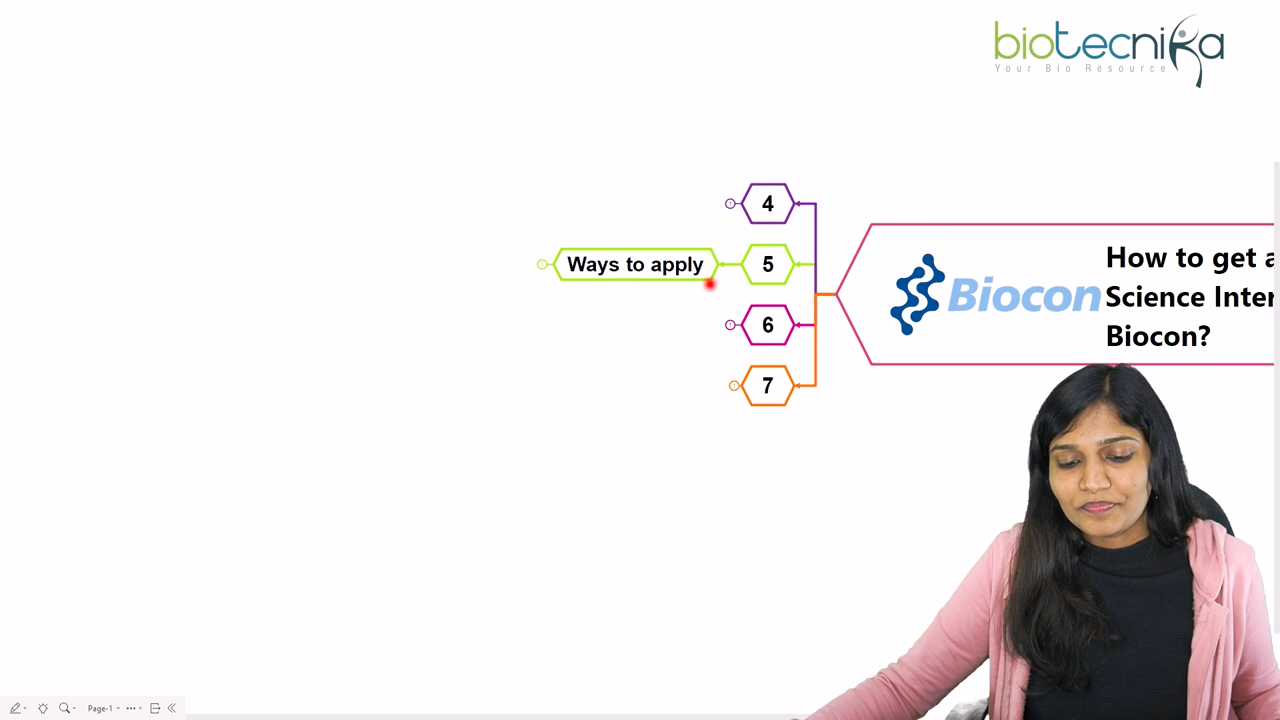 biotecnika
Your Bio Resource
4
Ways to apply
5
6
7
Biocon
How to get a
Science Inter
Biocon?
Page-1